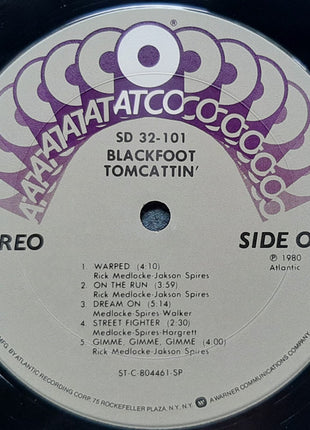 ATCO
SD 32-101
BLACKFOOT
TOMCATTIN'
REO
SIDE O
℗ 1980
Atlantic
1 WARPED (4:10)
Rick Medlocke-Jakson Spires
2 ON THE RUN (3:59)
Rick Medlocke-Jakson Spires
3 DREAM ON (5:14)
Medlocke-Spires-Walker
4 STREET FIGHTER (2:30)
Medlocke-Spires-Hargrett
5 GIMME, GIMME, GIMME (4:00)
Rick Medlocke-Jakson Spires
ST-C-804461-SP
MFG. BY ATLANTIC RECORDING CORP. 75 ROCKEFELLER PLAZA, N.Y., N.Y. A WARNER COMMUNICATIONS COMPANY